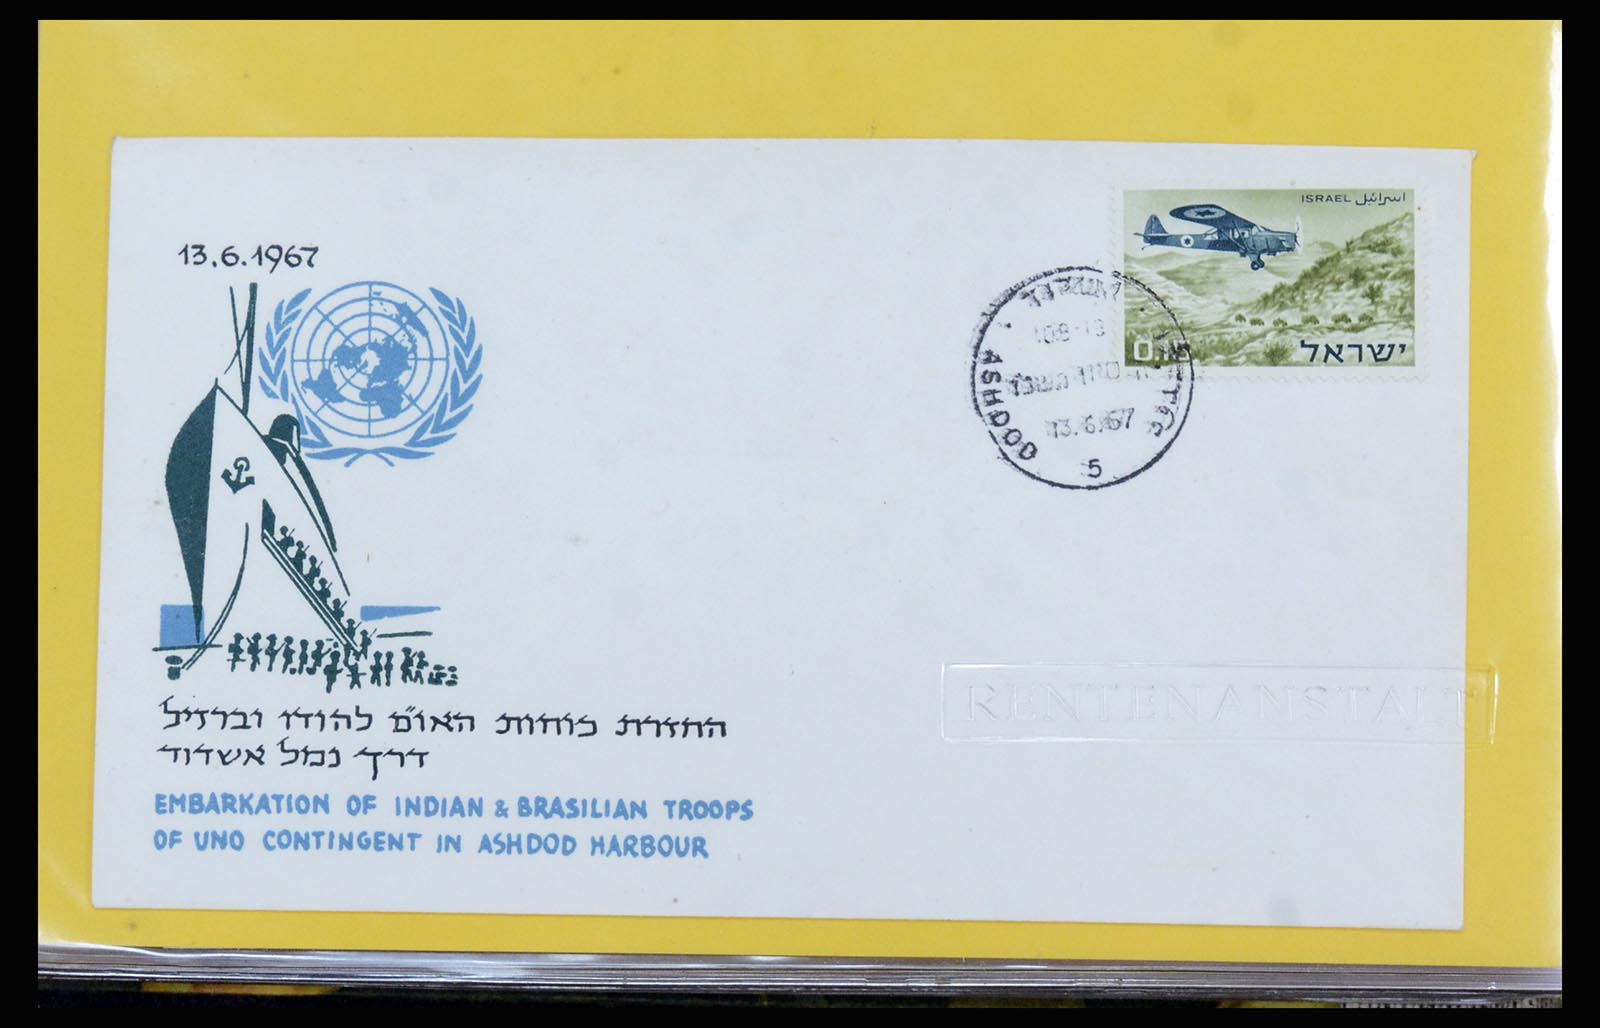 13.6.1967
החזרת כוחות האו"ם להודו וברזיל
דרך נמל אשדוד
EMBARKATION OF INDIAN & BRASILIAN TROOPS
OF UNO CONTINGENT IN ASHDOD HARBOUR
ISRAEL اسرائيل
ישראל
ASHDOD
13.6.67
5
RENTENANSTALT